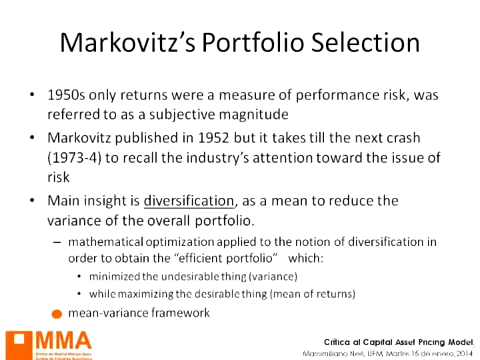 Markovitz's Portfolio Selection
• 1950s only returns were a measure of performance risk, was
referred to as a subjective magnitude
• Markovitz published in 1952 but it takes till the next crash
(1973-4) to recall the industry's attention toward the issue of
risk
• Main insight is diversification, as a mean to reduce the
variance of the overall portfolio.
– mathematical optimization applied to the notion of diversification in
order to obtain the "efficient portfolio" which:
• minimized the undesirable thing (variance)
• while maximizing the desirable thing (mean of returns)
mean-variance framework
MMA
Crítica al Capital Asset Pricing Model
Massimiliano Neri, UFM, Martes 16 de enero, 2014